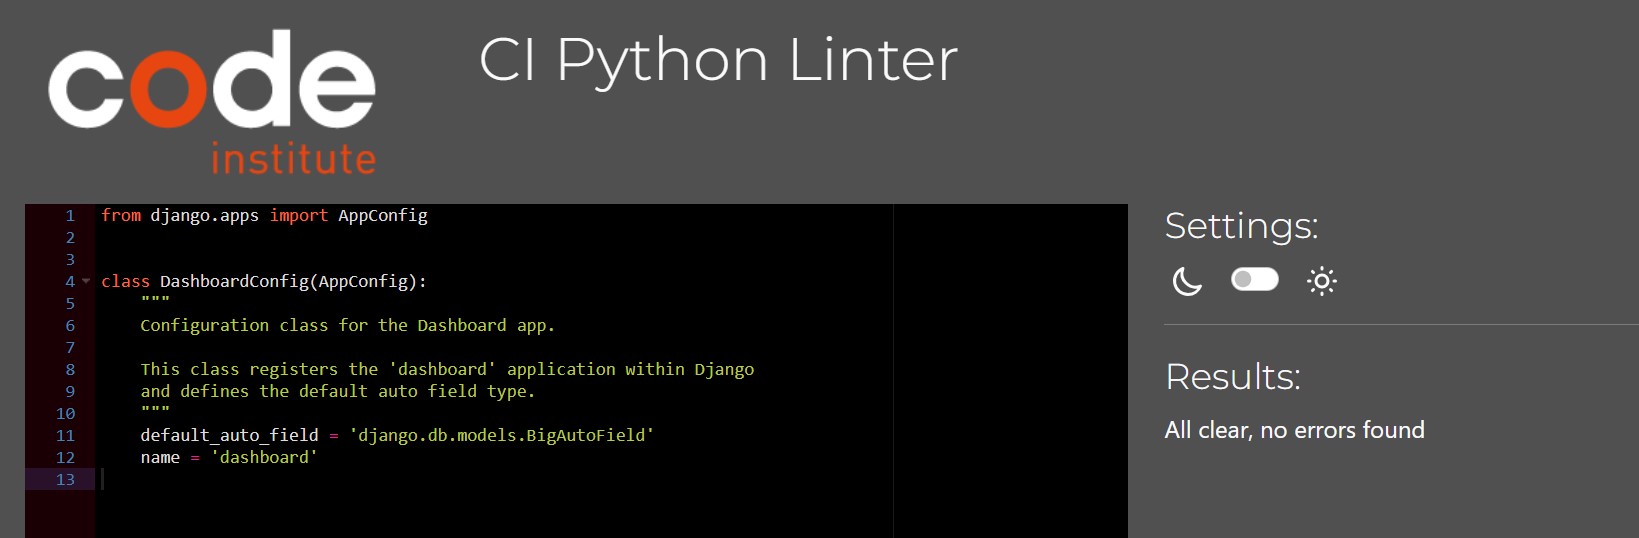 code
institute
CI Python Linter
1 from django.apps import AppConfig
2
3
4 class DashboardConfig(AppConfig):
5     """
6     Configuration class for the Dashboard app.
7
8     This class registers the 'dashboard' application within Django
9     and defines the default auto field type.
10     """
11     default_auto_field = 'django.db.models.BigAutoField'
12     name = 'dashboard'
13
Settings:
Results:
All clear, no errors found